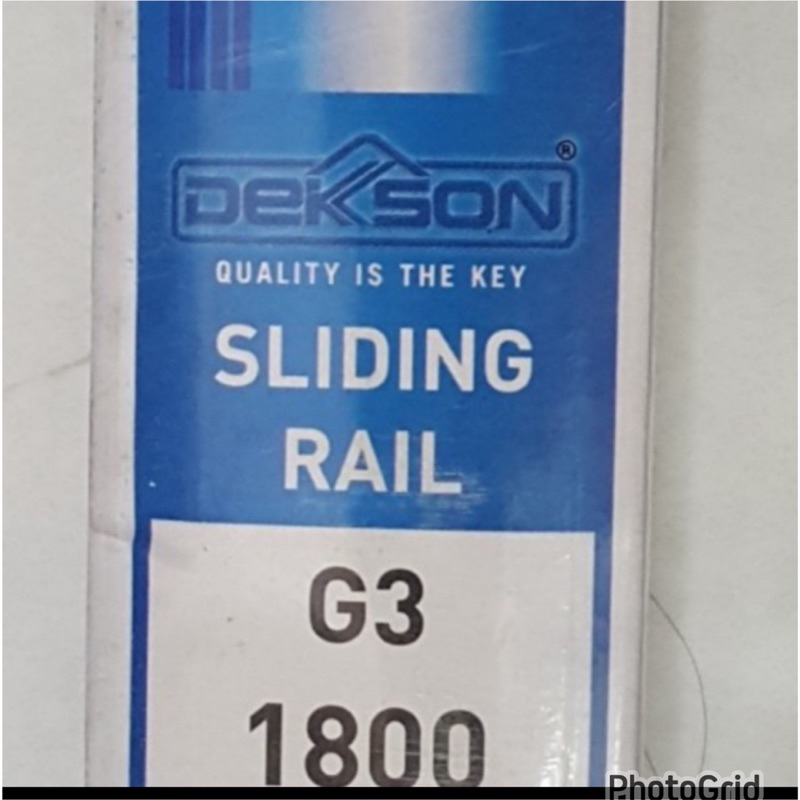 DEKSON ®
QUALITY IS THE KEY
SLIDING
RAIL
G3
1800
PhotoGrid